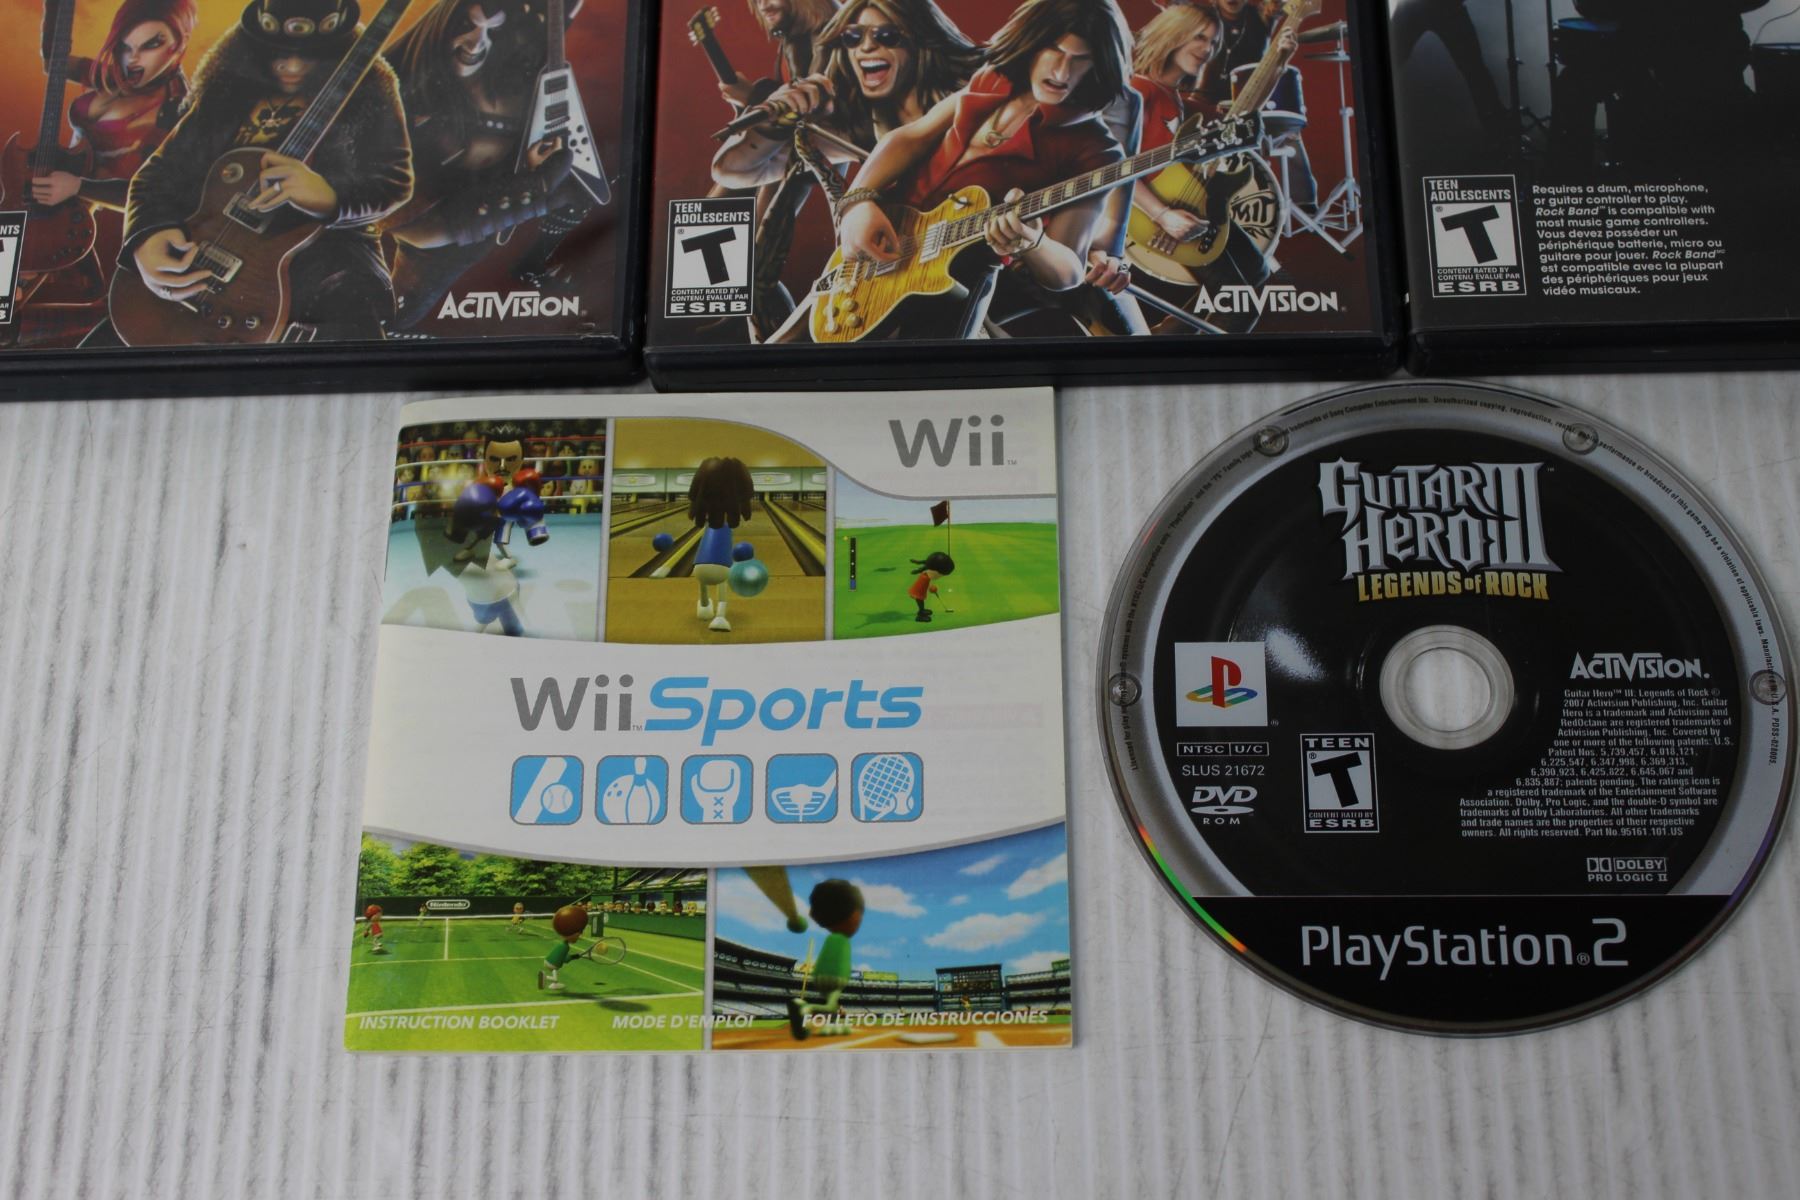 ACTIVISION
TEEN
ADOLESCENTS
T
CONTENT RATED BY
CONTENU ÉVALUÉ PAR
ESRB
ACTIVISION
TEEN
ADOLESCENTS
T
CONTENT RATED BY
CONTENU ÉVALUÉ PAR
ESRB
Requires a drum, microphone,
or guitar controller to play.
Rock Band™ is compatible with
most music game controllers.
Vous devez posséder un
périphérique batterie, micro ou
guitare pour jouer. Rock Band
est compatible avec la plupart
des périphériques pour jeux
vidéo musicaux.
Wii™
Wii™ Sports
Nintendo
INSTRUCTION BOOKLET MODE D'EMPLOI FOLLETO DE INSTRUCCIONES
GUITAR
HERO III™
LEGENDS OF ROCK
NTSC U/C
SLUS 21672
DVD
ROM
TEEN
T
CONTENT RATED BY
ESRB
ACTIVISION.
Guitar Hero™ III: Legends of Rock ©
2007 Activision Publishing, Inc. Guitar
Hero is a trademark and Activision and
RedOctane are registered trademarks of
Activision Publishing, Inc. Covered by
one or more of the following patents: U.S.
Patent Nos. 5,739,457, 6,018,121,
6,225,547, 6,347,998, 6,369,313,
6,390,923, 6,425,822, 6,645,067 and
6,835,887; patents pending. The ratings icon is
a registered trademark of the Entertainment Software
Association. Dolby, Pro Logic, and the double-D symbol are
trademarks of Dolby Laboratories. All other trademarks
and trade names are the properties of their respective
owners. All rights reserved. Part No.95161.101.US
DOLBY
PRO LOGIC II
PlayStation®2